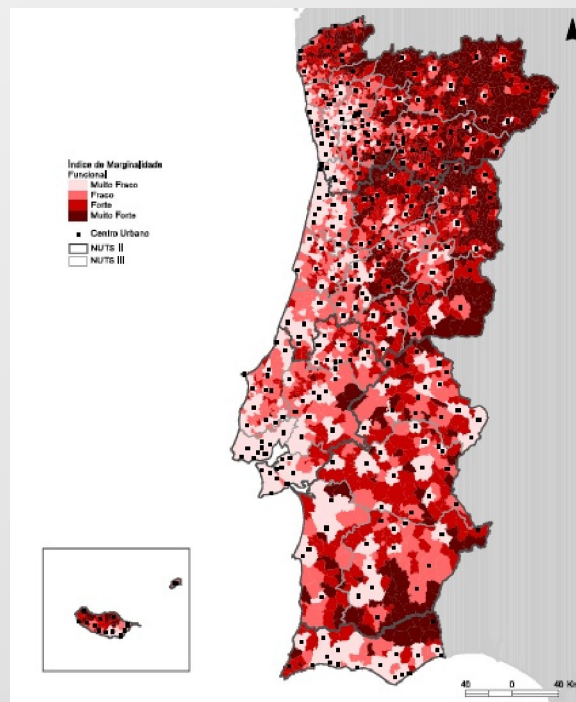 Índice de Marginalidade
Funcional
Muito Fraco
Fraco
Forte
Muito Forte
Centro Urbano
NUTS II
NUTS III
40 0 40 Km